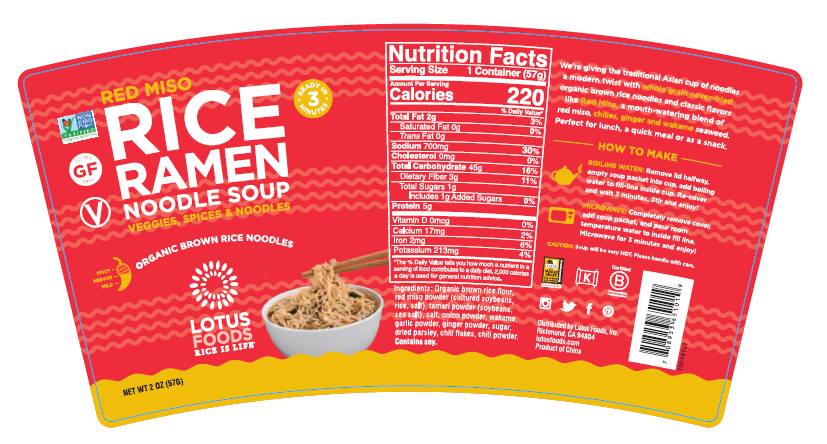 RED MISO
RICE
RAMEN
NOODLE SOUP
VEGGIES, SPICES & NOODLES
READY IN
3
MINUTES
NON
GMO
GF
V
ORGANIC BROWN RICE NOODLES
SPICY
MEDIUM
MILD
LOTUS
FOODS
RICE IS LIFE
NET WT 2 OZ (57G)
Nutrition Facts
Serving Size 1 Container (57g)
Amount Per Serving
Calories 220
% Daily Value*
Total Fat 2g 3%
Saturated Fat 0g 0%
Trans Fat 0g
Sodium 700mg 30%
Cholesterol 0mg 0%
Total Carbohydrate 45g 16%
Dietary Fiber 3g 11%
Total Sugars 1g
Includes 1g Added Sugars 0%
Protein 5g
Vitamin D 0mcg 0%
Calcium 17mg 2%
Iron 2mg 6%
Potassium 213mg 4%
*The % Daily Value tells you how much a nutrient in a
serving of food contributes to a daily diet, 2,000 calories
a day is used for general nutrition advice.
Ingredients: Organic brown rice flour,
red miso powder (cultured soybeans,
rice, salt), tamari powder (soybeans,
sea salt), salt, onion powder, wakame,
garlic powder, ginger powder, sugar,
dried parsley, chili flakes, chili powder.
Contains soy.
We're giving the traditional Asian cup of noodles
a modern twist with whole grain never-fried
organic brown rice noodles and classic flavors
like Red Miso, a mouth-watering blend of
red miso, chilies, ginger and wakame seaweed.
Perfect for lunch, a quick meal or as a snack.
HOW TO MAKE
BOILING WATER: Remove lid halfway,
empty soup packet into cup, add boiling
water to fill-line inside cup. Re-cover
and wait 3 minutes. Stir and enjoy!
MICROWAVE: Completely remove cover,
add soup packet, and pour room
temperature water to inside fill line.
Microwave for 3 minutes and enjoy!
CAUTION: Soup will be very HOT. Please handle with care.
K
Certified
B
Distributed by Lotus Foods, Inc.
Richmond, CA 94804
lotusfoods.com
Product of China